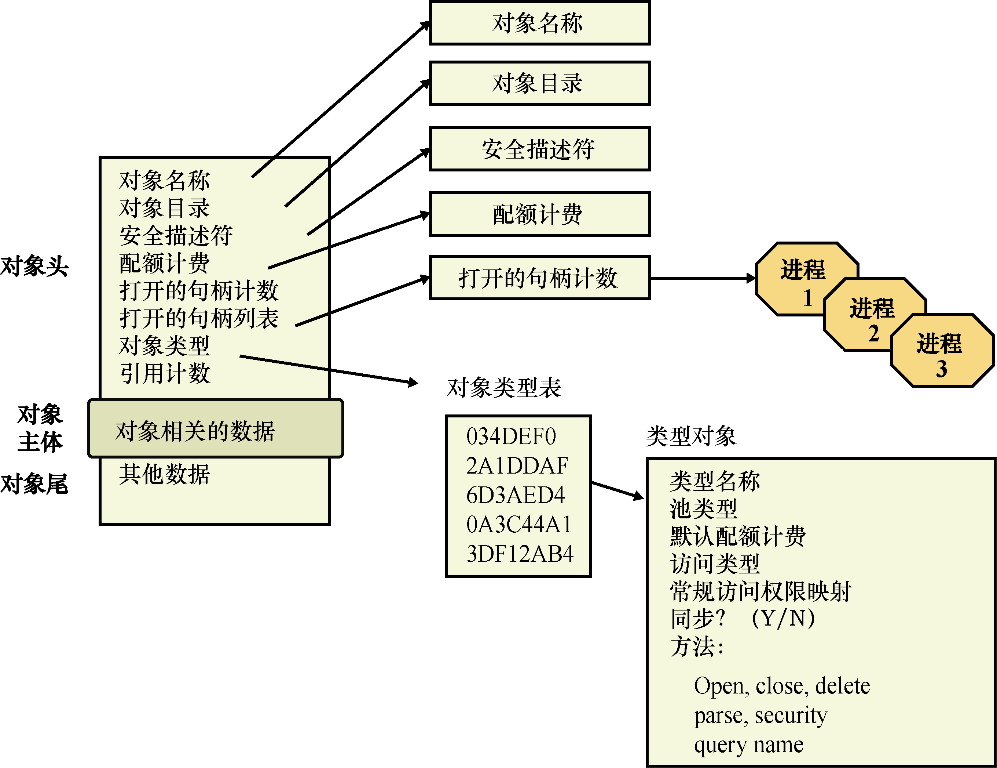 对象名称
对象目录
安全描述符
配额计费
打开的句柄计数
进程
1
进程
2
进程
3
对象头
对象名称
对象目录
安全描述符
配额计费
打开的句柄计数
打开的句柄列表
对象类型
引用计数
对象
主体
对象相关的数据
对象尾
其他数据
对象类型表
034DEF0
2A1DDAF
6D3AED4
0A3C44A1
3DF12AB4
类型对象
类型名称
池类型
默认配额计费
访问类型
常规访问权限映射
同步？（Y/N）
方法：
Open, close, delete
parse, security
query name